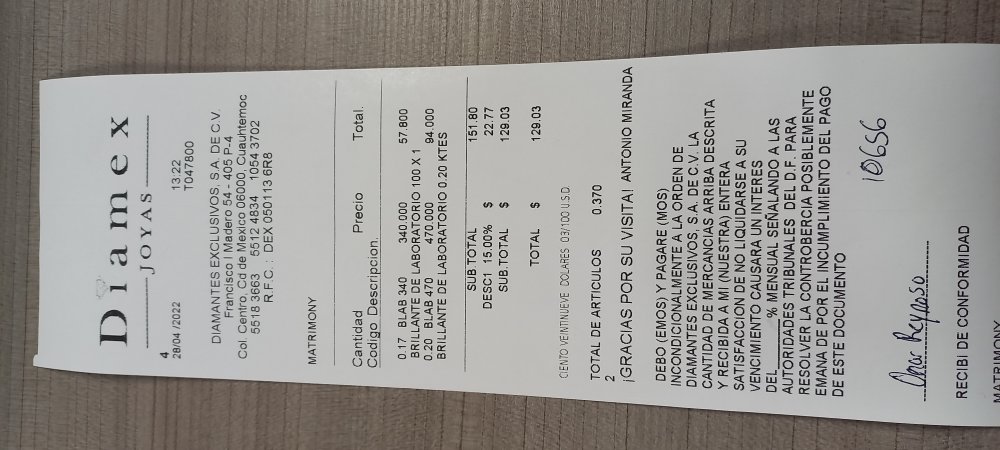 Diamex
JOYAS
4
28/04 /2022 13:22
T047800
DIAMANTES EXCLUSIVOS, S.A. DE C.V.
Francisco I Madero 54 - 405 P-4
Col. Centro, Cd de Mexico 06000, Cuauhtemoc
5518 3663 5512 4834 1054 3702
R.F.C. : DEX 050113 6R8
MATRIMONY
Cantidad Precio Total.
Codigo Descripcion.
0.17 BLAB 340 340.000 57.800
BRILLANTE DE LABORATORIO 100 X 1
0.20 BLAB 470 470.000 94.000
BRILLANTE DE LABORATORIO 0.20 KTES
SUB.TOTAL 151.80
DESC1 15.00% $ 22.77
SUB.TOTAL $ 129.03
TOTAL $ 129.03
CIENTO VEINTINUEVE DOLARES 03/100 U.S.D.
TOTAL DE ARTICULOS 0.370
2
¡GRACIAS POR SU VISITA! ANTONIO MIRANDA
DEBO (EMOS) Y PAGARE (MOS)
INCONDICIONALMENTE A LA ORDEN DE
DIAMANTES EXCLUSIVOS, S.A. DE C.V. LA
CANTIDAD DE MERCANCIAS ARRIBA DESCRITA
Y RECIBIDA A MI (NUESTRA) ENTERA
SATISFACCION DE NO LIQUIDARSE A SU
VENCIMIENTO CAUSARA UN INTERES
DEL______% MENSUAL SEÑALANDO A LAS
AUTORIDADES TRIBUNALES DEL D.F. PARA
RESOLVER LA CONTROBERCIA POSIBLEMENTE
EMANA DE POR EL INCUMPLIMIENTO DEL PAGO
DE ESTE DOCUMENTO
10656
Omar Reynoso
RECIBI DE CONFORMIDAD
MATRIMONY